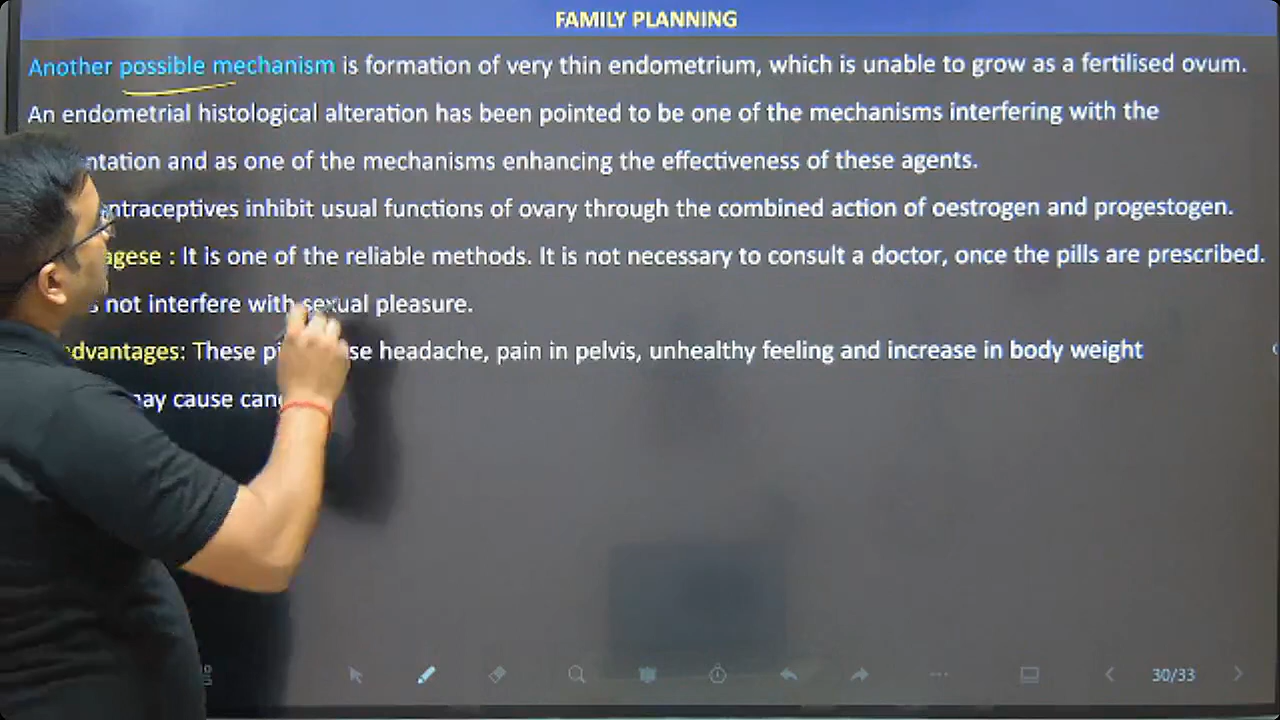 FAMILY PLANNING
Another possible mechanism is formation of very thin endometrium, which is unable to grow as a fertilised ovum.
An endometrial histological alteration has been pointed to be one of the mechanisms interfering with the
ntation and as one of the mechanisms enhancing the effectiveness of these agents.
ntraceptives inhibit usual functions of ovary through the combined action of oestrogen and progestogen.
agese : It is one of the reliable methods. It is not necessary to consult a doctor, once the pills are prescribed.
s not interfere with sexual pleasure.
advantages: These pi se headache, pain in pelvis, unhealthy feeling and increase in body weight
may cause canc
30/33